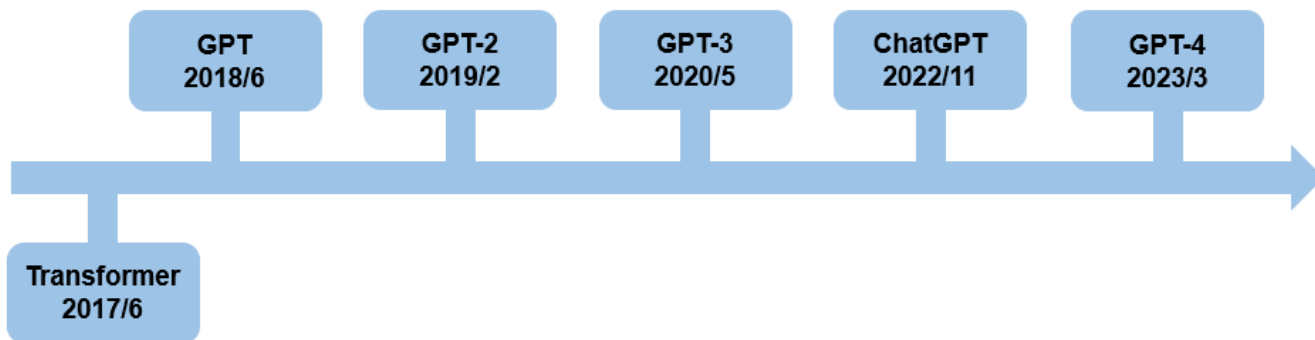 GPT
2018/6
GPT-2
2019/2
GPT-3
2020/5
ChatGPT
2022/11
GPT-4
2023/3
Transformer
2017/6